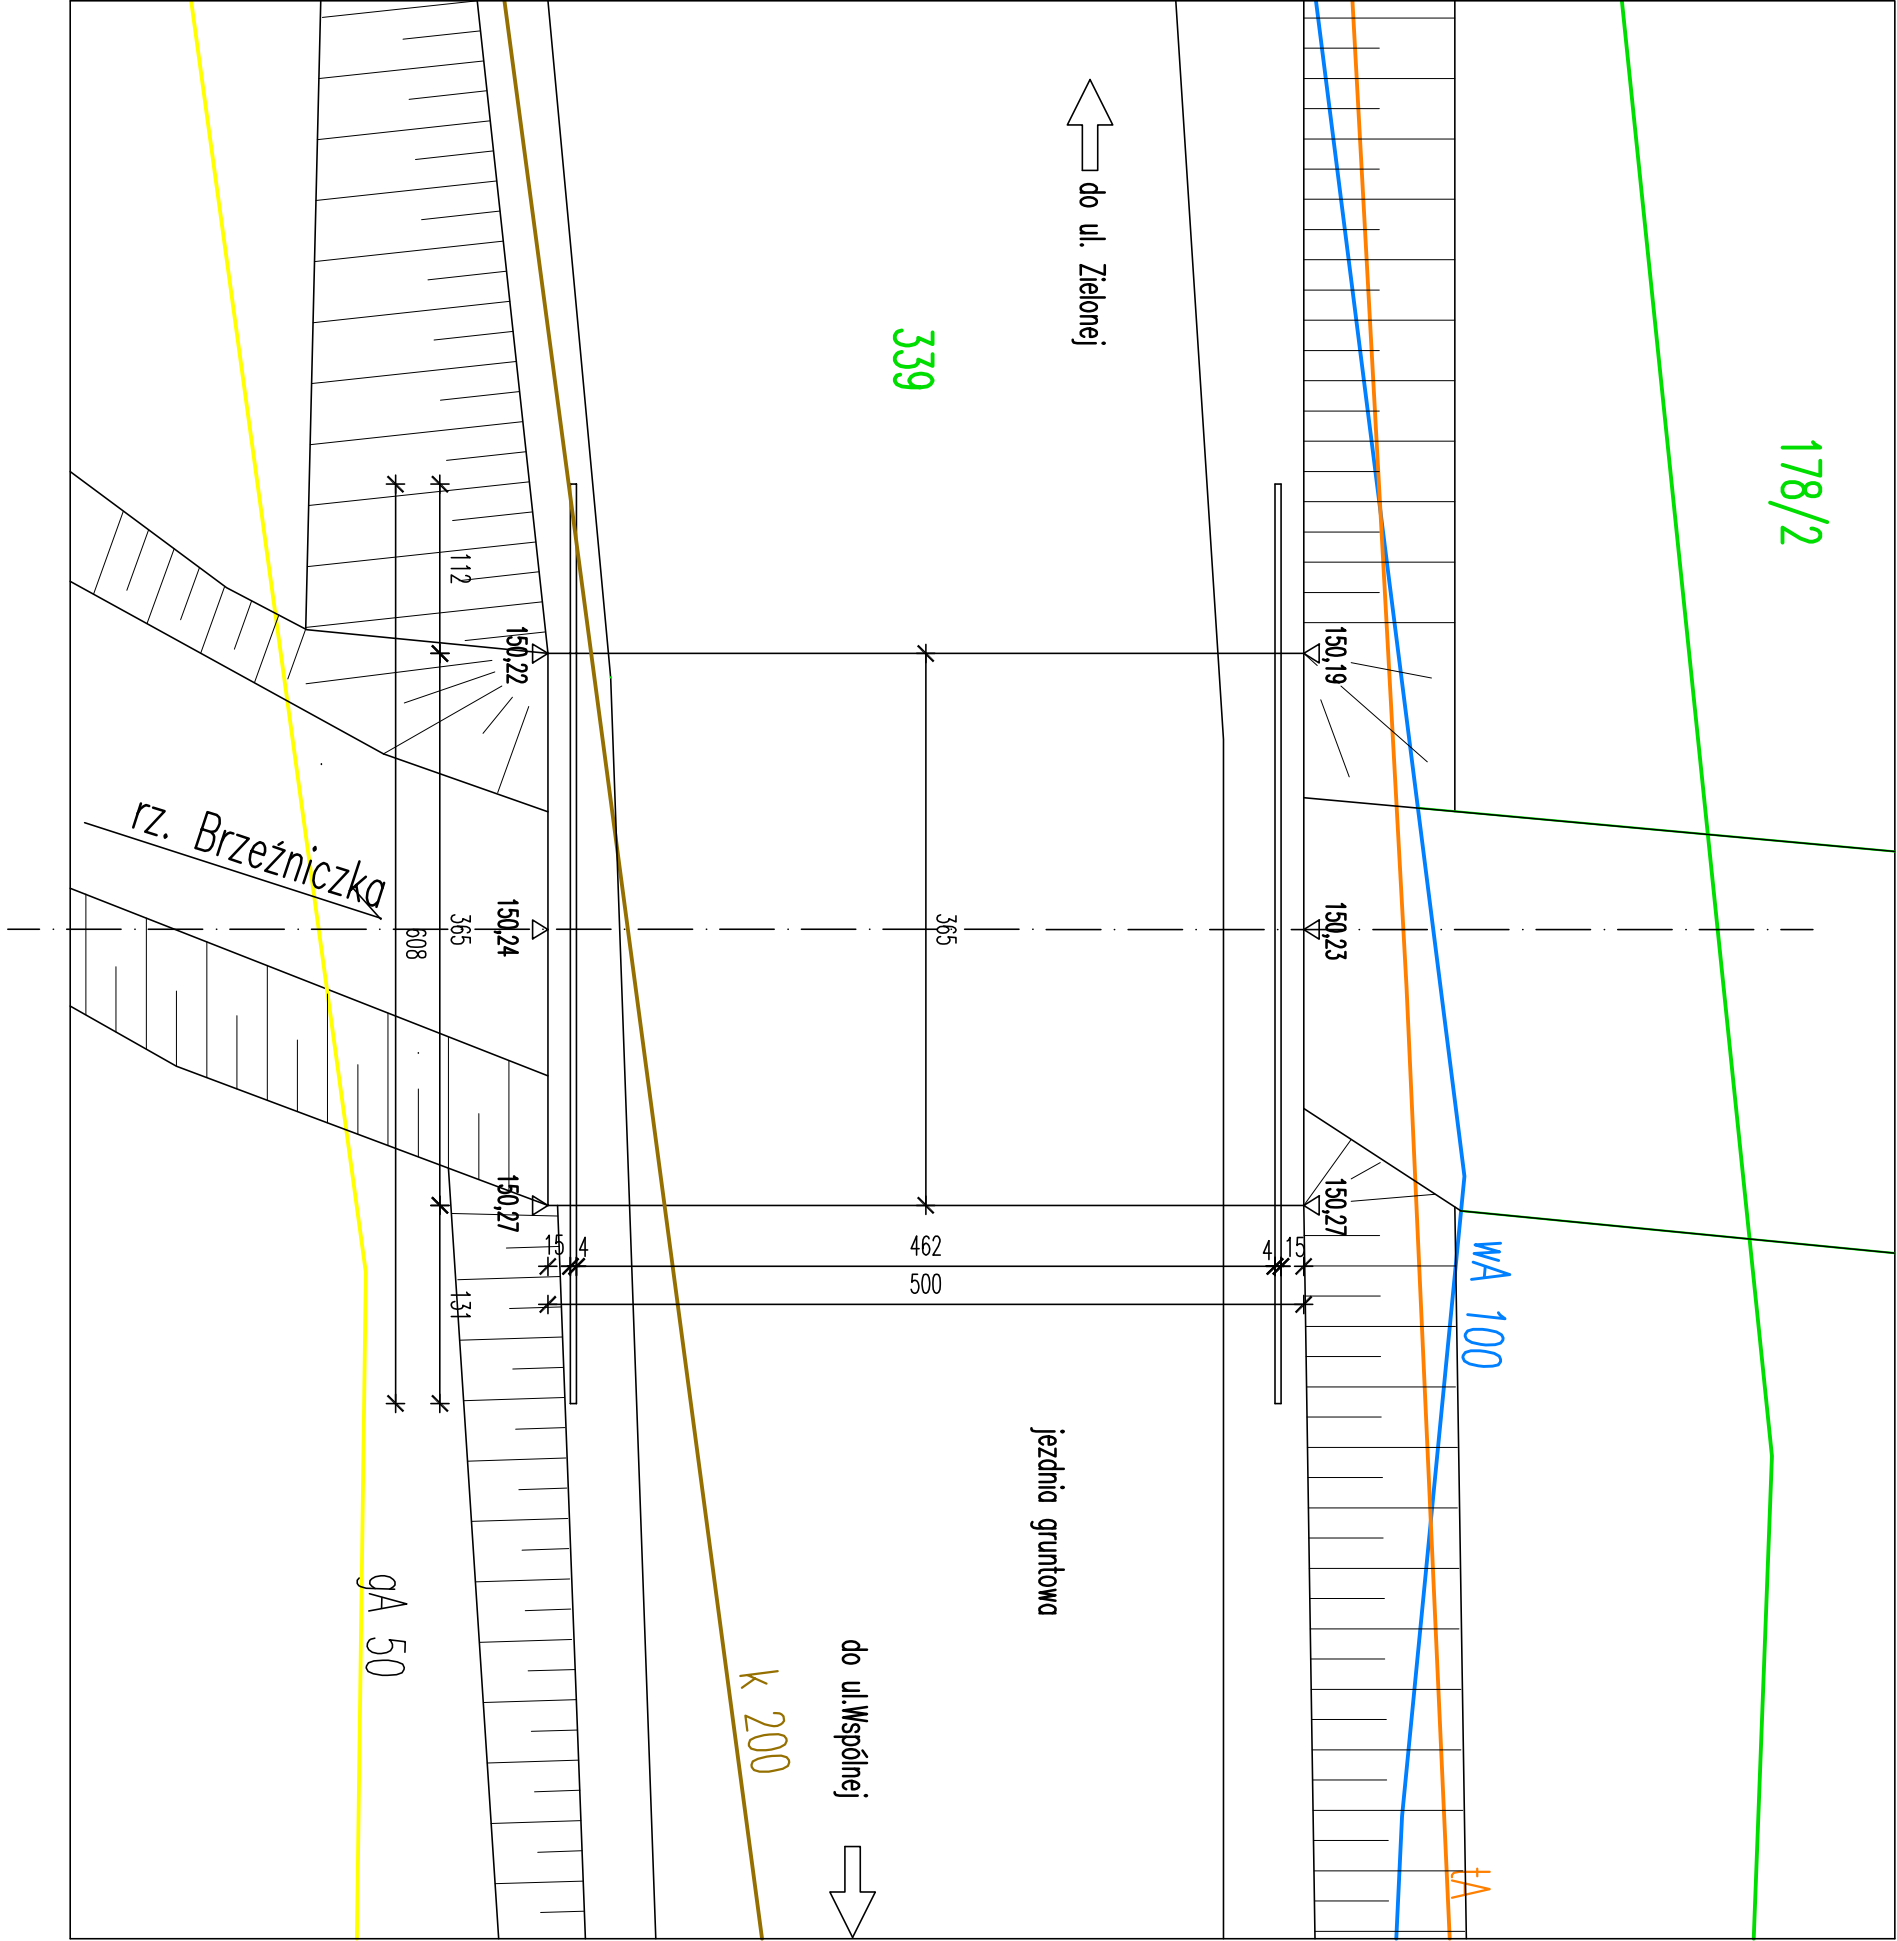 do ul. Zielonej
339
178/2
112
150,22
150,19
rz. Brzeźniczka
608
365
150,24
365
150,23
150,27
150,27
15
4
462
4
15
500
131
wA 100
jezdnia gruntowa
gA 50
k 200
do ul.Wspólnej
tA